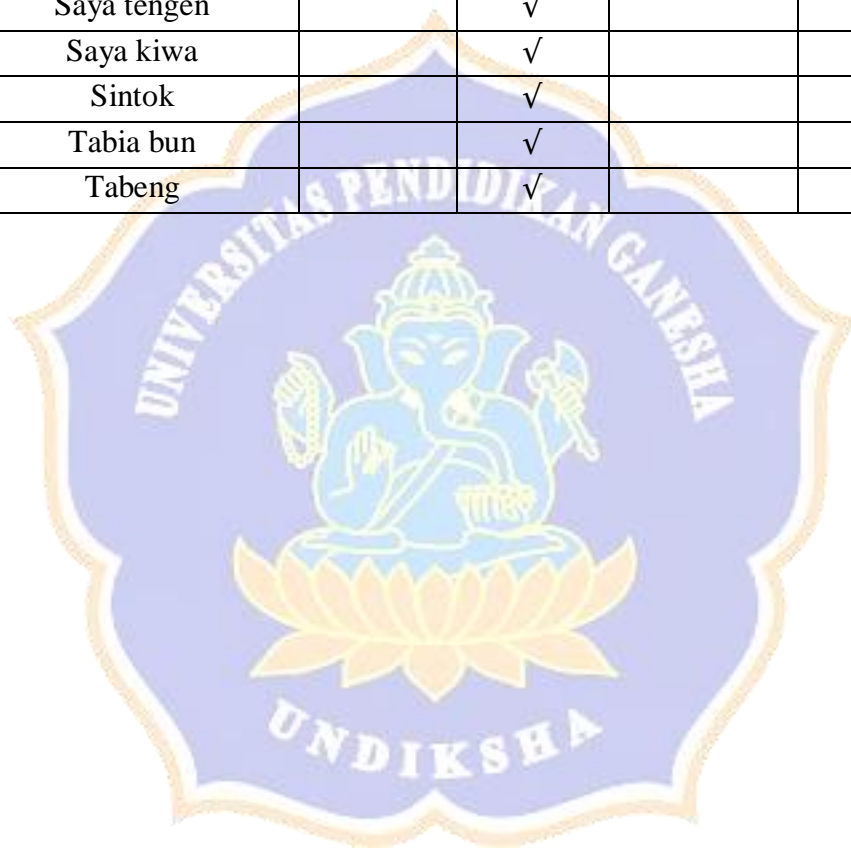 Saya tengen √
Saya kiwa √
Sintok √
Tabia bun √
Tabeng √
UNIVERSITAS PENDIDIKAN GANESHA
UNDIKSHA